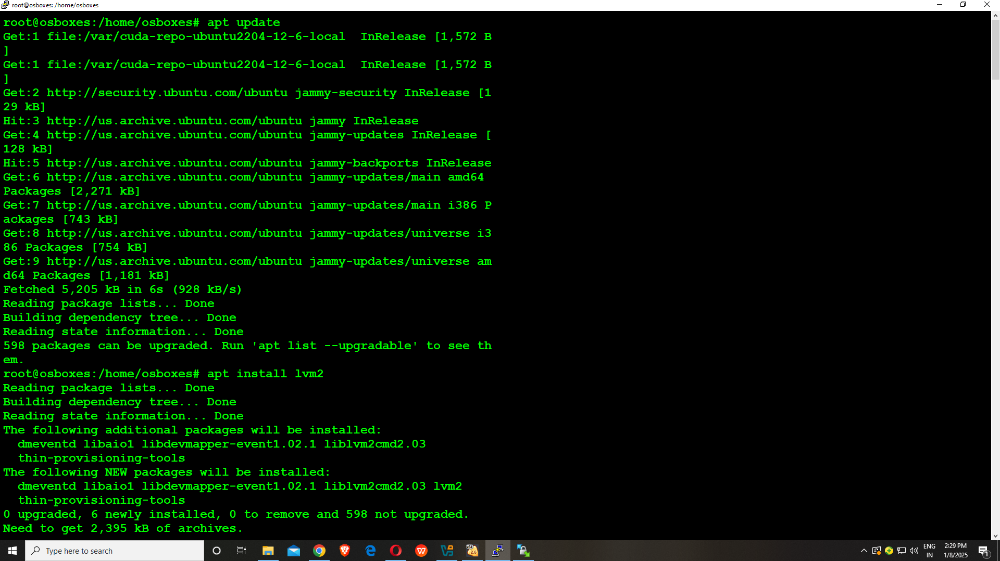 root@osboxes: /home/osboxes
root@osboxes:/home/osboxes# apt update
Get:1 file:/var/cuda-repo-ubuntu2204-12-6-local  InRelease [1,572 B
]
Get:1 file:/var/cuda-repo-ubuntu2204-12-6-local  InRelease [1,572 B
]
Get:2 http://security.ubuntu.com/ubuntu jammy-security InRelease [1
29 kB]
Hit:3 http://us.archive.ubuntu.com/ubuntu jammy InRelease
Get:4 http://us.archive.ubuntu.com/ubuntu jammy-updates InRelease [
128 kB]
Hit:5 http://us.archive.ubuntu.com/ubuntu jammy-backports InRelease
Get:6 http://us.archive.ubuntu.com/ubuntu jammy-updates/main amd64
Packages [2,271 kB]
Get:7 http://us.archive.ubuntu.com/ubuntu jammy-updates/main i386 P
ackages [743 kB]
Get:8 http://us.archive.ubuntu.com/ubuntu jammy-updates/universe i3
86 Packages [754 kB]
Get:9 http://us.archive.ubuntu.com/ubuntu jammy-updates/universe am
d64 Packages [1,181 kB]
Fetched 5,205 kB in 6s (928 kB/s)
Reading package lists... Done
Building dependency tree... Done
Reading state information... Done
598 packages can be upgraded. Run 'apt list --upgradable' to see th
em.
root@osboxes:/home/osboxes# apt install lvm2
Reading package lists... Done
Building dependency tree... Done
Reading state information... Done
The following additional packages will be installed:
  dmeventd libaio1 libdevmapper-event1.02.1 liblvm2cmd2.03
  thin-provisioning-tools
The following NEW packages will be installed:
  dmeventd libaio1 libdevmapper-event1.02.1 liblvm2cmd2.03 lvm2
  thin-provisioning-tools
0 upgraded, 6 newly installed, 0 to remove and 598 not upgraded.
Need to get 2,395 kB of archives.
Type here to search
x64
2.6
ENG
IN
2:29 PM
1/8/2025
1